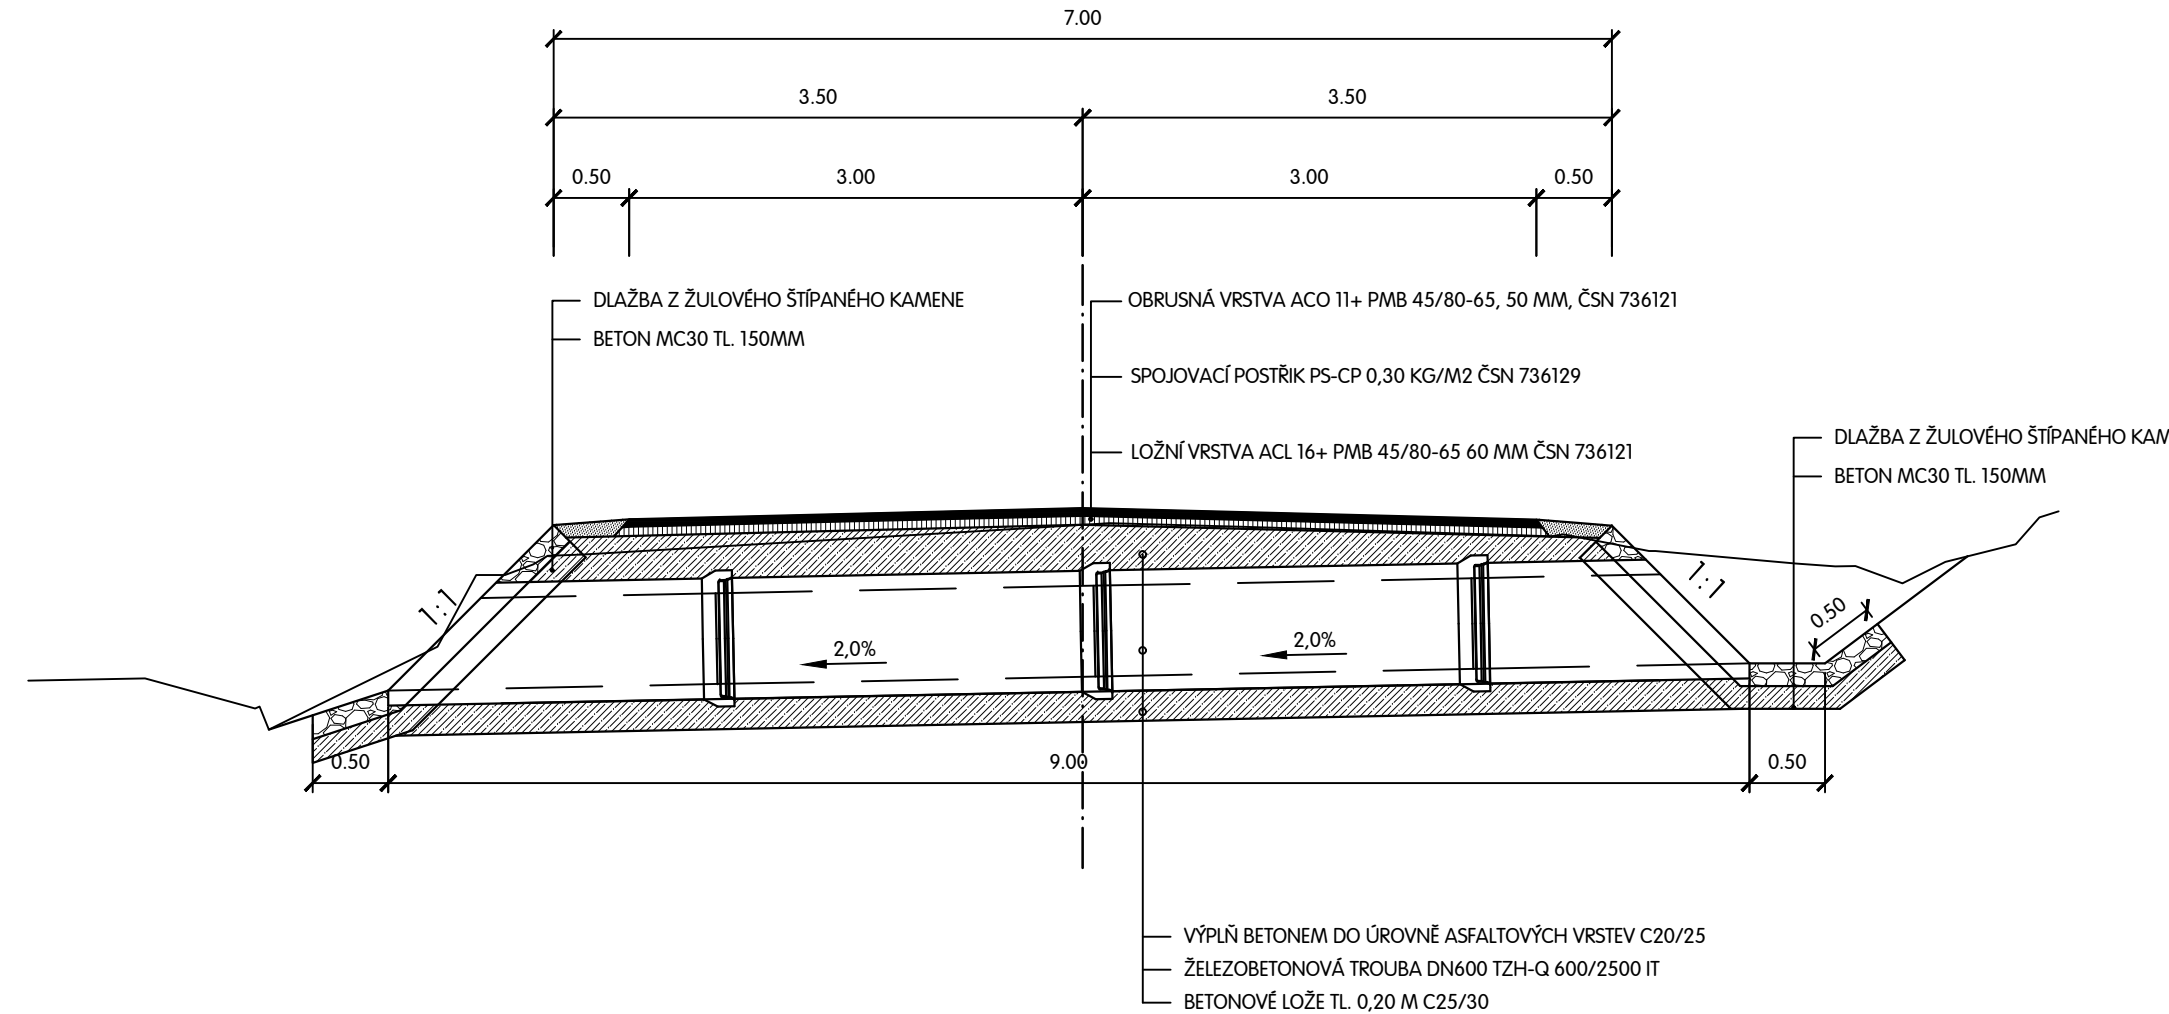 7.00
3.50
3.50
0.50
3.00
3.00
0.50
DLAŽBA Z ŽULOVÉHO ŠTÍPANÉHO KAMENE
BETON MC30 TL. 150MM
OBRUSNÁ VRSTVA ACO 11+ PMB 45/80-65, 50 MM, ČSN 736121
SPOJOVACÍ POSTŘIK PS-CP 0,30 KG/M2 ČSN 736129
LOŽNÍ VRSTVA ACL 16+ PMB 45/80-65 60 MM ČSN 736121
DLAŽBA Z ŽULOVÉHO ŠTÍPANÉHO KAM
BETON MC30 TL. 150MM
1:1
1:1
0.50
2,0%
2,0%
0.50
9.00
0.50
VÝPLŇ BETONEM DO ÚROVNĚ ASFALTOVÝCH VRSTEV C20/25
ŽELEZOBETONOVÁ TROUBA DN600 TZH-Q 600/2500 IT
BETONOVÉ LOŽE TL. 0,20 M C25/30